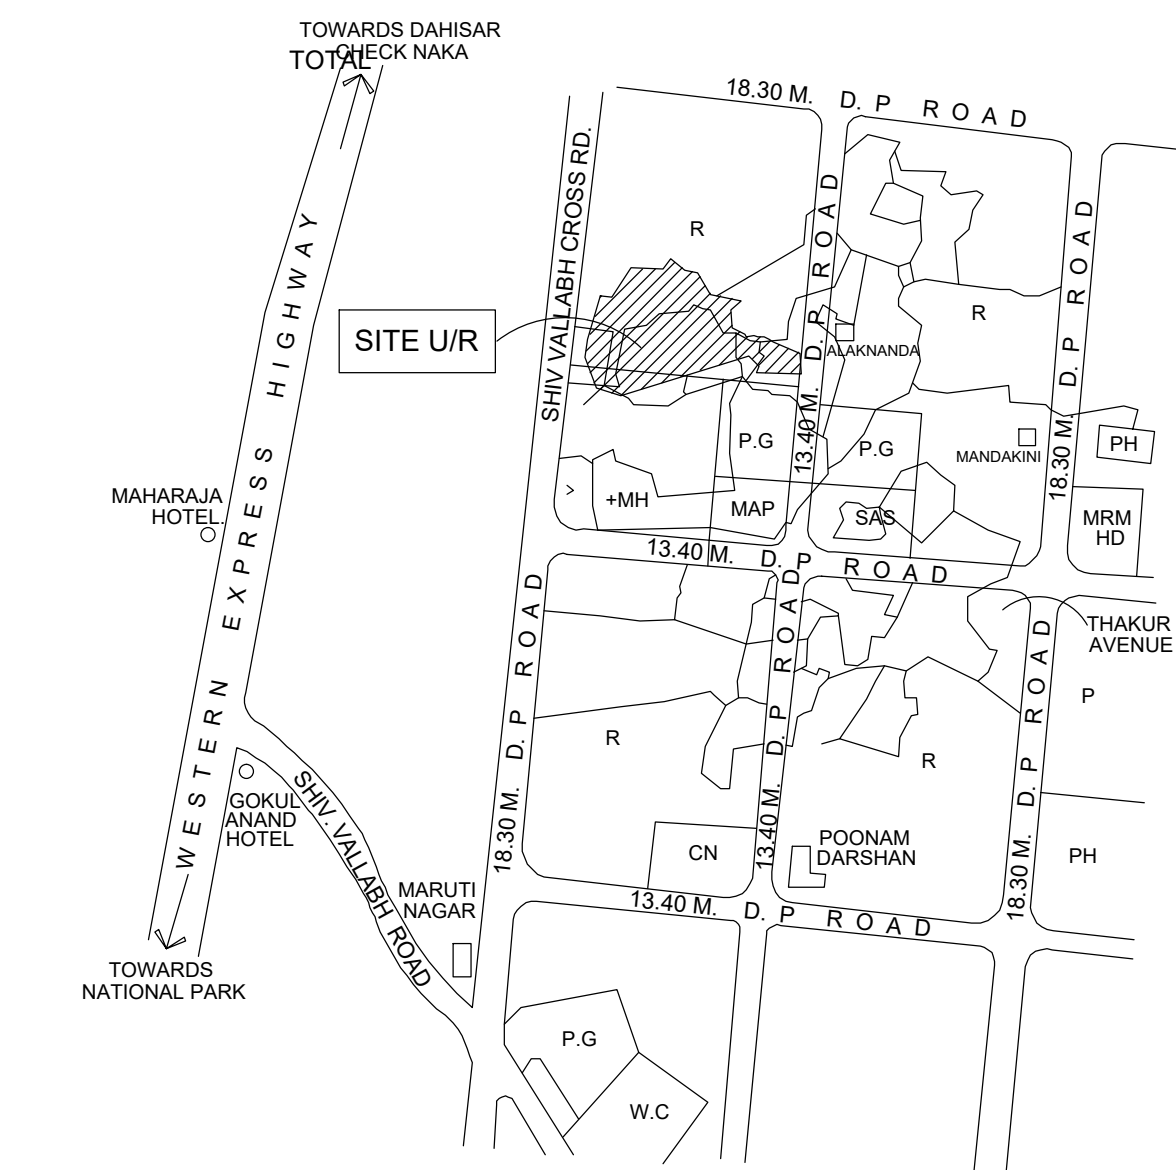 TOWARDS DAHISAR
CHECK NAKA
TOTAL
18.30 M. D. P ROAD
SHIV VALLABH CROSS RD.
R
13.40 M. D. P ROAD
18.30 M. D. P ROAD
R
SITE U/R
ALAKNANDA
WESTERN EXPRESS HIGHWAY
P.G
P.G
MANDAKINI
PH
MAHARAJA
HOTEL.
+MH
MAP
SAS
MRM
HD
13.40 M. D. P ROAD
THAKUR
AVENUE
18.30 M. D. P ROAD
13.40 M. D. P ROAD
18.30 M. D. P ROAD
P
R
R
GOKUL
ANAND
HOTEL
SHIV. VALLABH ROAD
CN
POONAM
DARSHAN
PH
MARUTI
NAGAR
13.40 M. D. P ROAD
TOWARDS
NATIONAL PARK
P.G
W.C